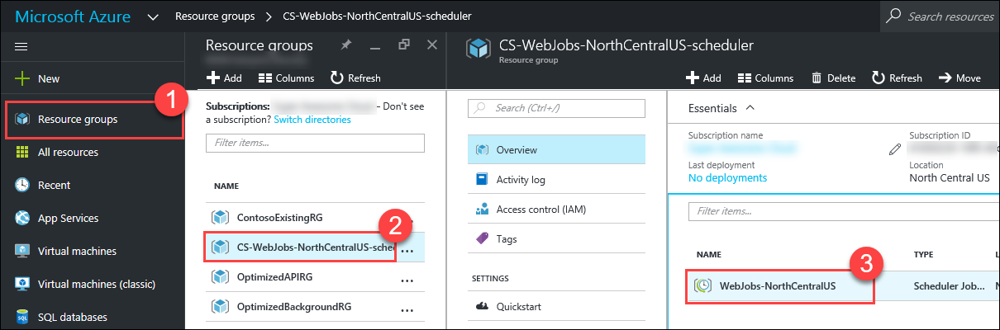 Microsoft Azure
Resource groups > CS-WebJobs-NorthCentralUS-scheduler
Search resources
New
1
Resource groups
All resources
Recent
App Services
Virtual machines
Virtual machines (classic)
SQL databases
Resource groups
Add Columns Refresh
Subscriptions: – Don't see
a subscription? Switch directories
Filter items...
NAME
ContosoExistingRG ...
2
CS-WebJobs-NorthCentralUS-sched ...
OptimizedAPIRG ...
OptimizedBackgroundRG ...
CS-WebJobs-NorthCentralUS-scheduler
Resource group
Search (Ctrl+/)
Overview
Activity log
Access control (IAM)
Tags
SETTINGS
Quickstart
Add Columns Delete Refresh Move
Essentials
Subscription name
Subscription ID
Last deployment
No deployments
Location
North Central US
Filter items...
NAME TYPE L
3
WebJobs-NorthCentralUS Scheduler Job... N